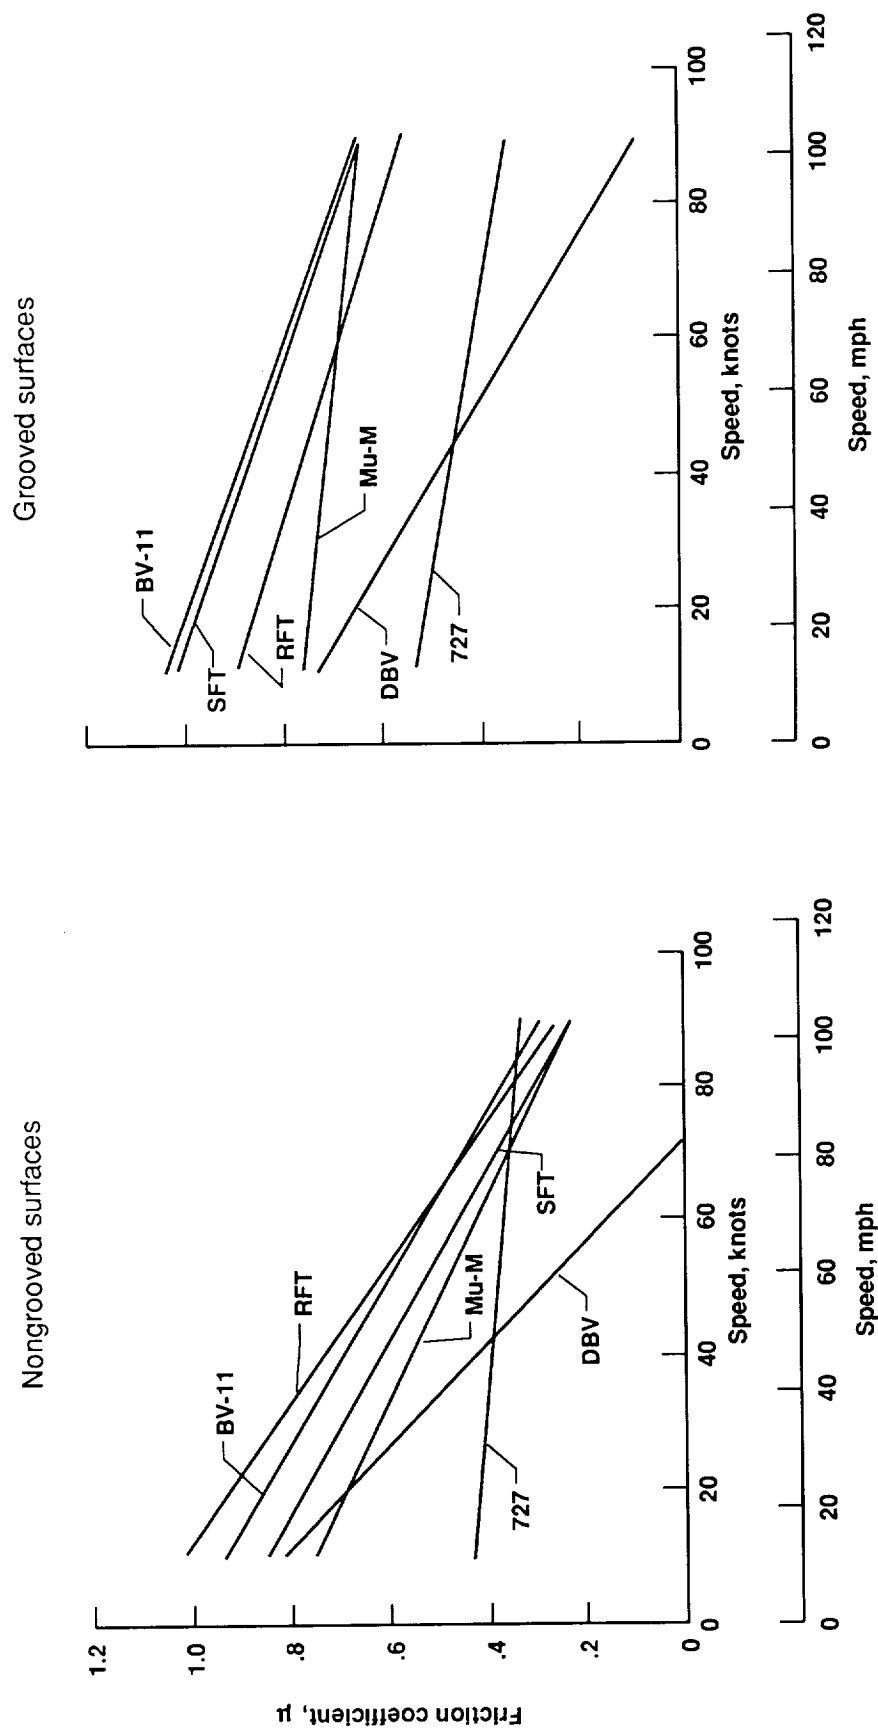 Nongrooved surfaces
1.2
1.0
.8
.6
.4
.2
0
Friction coefficient, μ
RFT
BV-11
SFT
Mu-M
727
DBV
0 20 40 60 80 100
Speed, knots
0 20 40 60 80 100 120
Speed, mph
Grooved surfaces
BV-11
SFT
RFT
Mu-M
DBV
727
0 20 40 60 80 100
Speed, knots
0 20 40 60 80 100 120
Speed, mph